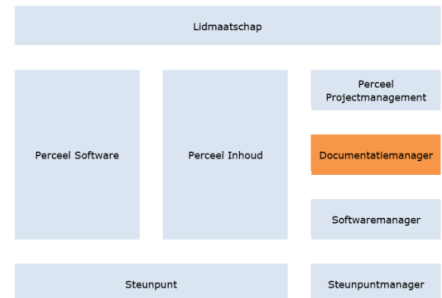 Lidmaatschap
Perceel
Projectmanagement
Perceel Software
Perceel Inhoud
Documentatiemanager
Softwaremanager
Steunpunt
Steunpuntmanager